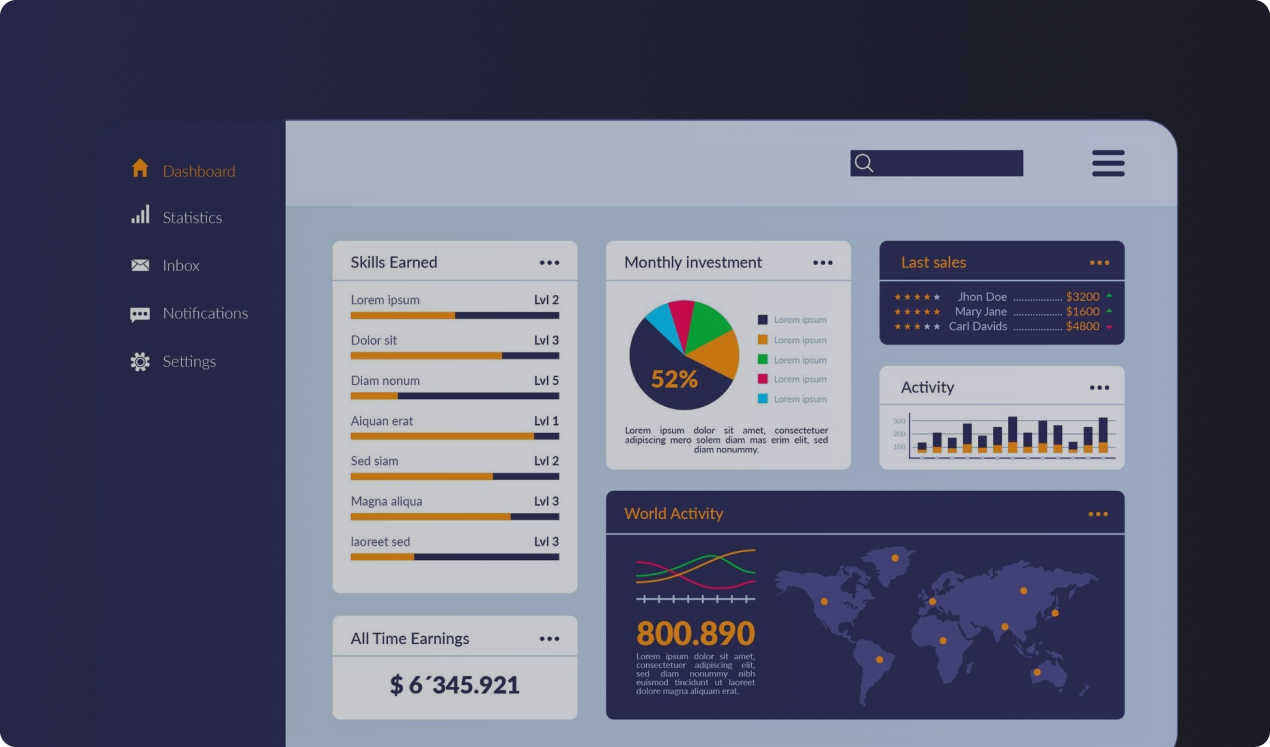 Dashboard
Statistics
Inbox
Notifications
Settings
Skills Earned
Lorem ipsum Lvl 2
Dolor sit Lvl 3
Diam nonum Lvl 5
Aiquan erat Lvl 1
Sed siam Lvl 2
Magna aliqua Lvl 3
laoreet sed Lvl 3
All Time Earnings
$ 6´345.921
Monthly investment
52%
Lorem ipsum
Lorem ipsum
Lorem ipsum
Lorem ipsum
Lorem ipsum
Lorem ipsum dolor sit amet, consectetuer
adipiscing mero solem diam mas erim elit, sed
diam nonummy.
Last sales
Jhon Doe ................. $3200
Mary Jane ................. $1600
Carl Davids ................. $4800
Activity
300
200
100
World Activity
800.890
Lorem ipsum dolor sit amet,
consectetuer adipiscing elit,
sed diam nonummy nibh
euismod tincidunt ut laoreet
dolore magna aliquam erat.